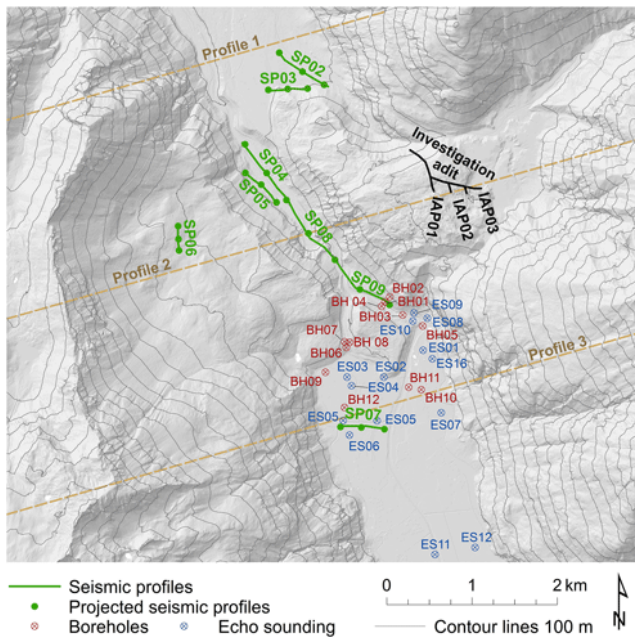 Profile 1
SP02
SP03
Investigation
adit
SP04
SP05
IAP01
IAP02
IAP03
SP08
SP06
Profile 2
SP09
BH02
BH 04
BH01
ES09
BH03
ES08
ES10
BH07
BH05
BH 08
ES01
BH06
ES16
Profile 3
ES03
ES02
BH09
ES04
BH11
BH10
BH12
ES05
SP07
ES05
ES07
ES06
ES12
ES11
Seismic profiles
Projected seismic profiles
Boreholes
Echo sounding
0 1 2 km
Contour lines 100 m
N